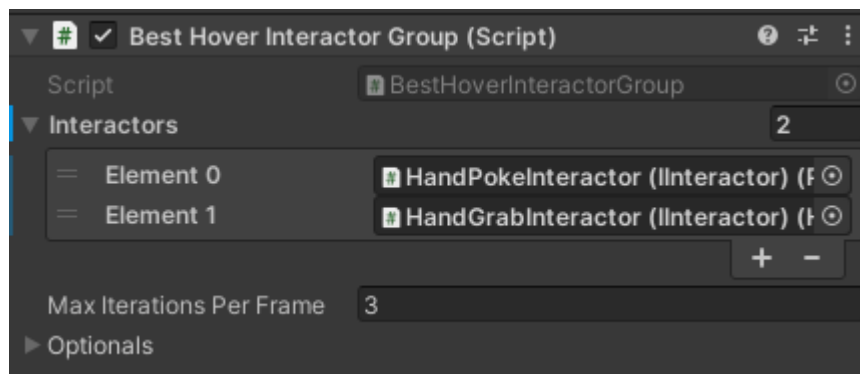 Best Hover Interactor Group (Script)
Script BestHoverInteractorGroup
Interactors 2
Element 0 HandPokeInteractor (IInteractor) (
Element 1 HandGrabInteractor (IInteractor) (
Max Iterations Per Frame 3
Optionals